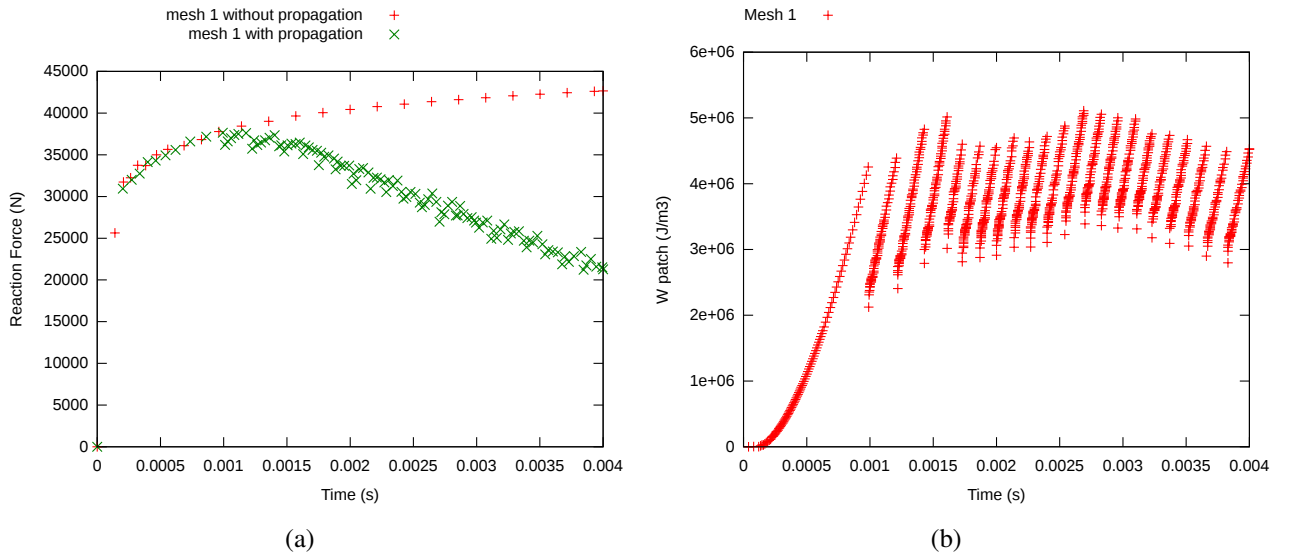 mesh 1 without propagation
mesh 1 with propagation
45000
40000
35000
30000
25000
20000
15000
10000
5000
0
Reaction Force (N)
0 0.0005 0.001 0.0015 0.002 0.0025 0.003 0.0035 0.004
Time (s)
(a)
Mesh 1
6e+06
5e+06
4e+06
3e+06
2e+06
1e+06
0
W patch (J/m3)
0 0.0005 0.001 0.0015 0.002 0.0025 0.003 0.0035 0.004
Time (s)
(b)